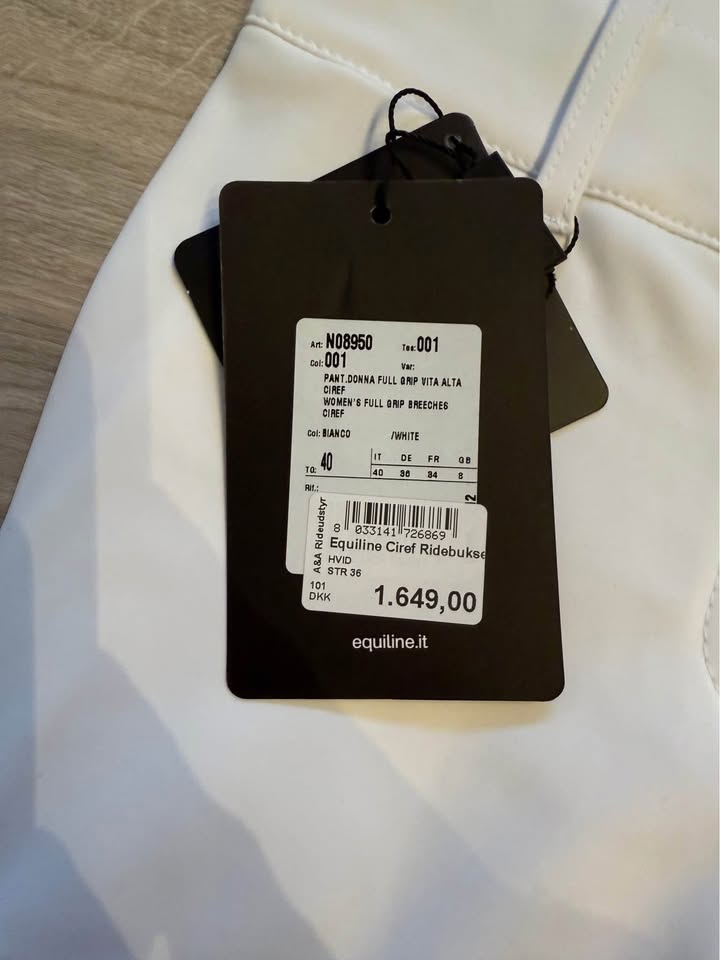 Art: N08950 Tes: 001
Col: 001 Var:
PANT.DONNA FULL GRIP VITA ALTA
CIREF
WOMEN'S FULL GRIP BREECHES
CIREF
Col: BIANCO /WHITE
TG: 40
IT DE FR GB
40 36 34 8
Rif.:
A&A Rideudstyr
8 033141 726869
Equiline Ciref Ridebukse
HVID
STR 36
101
DKK 1.649,00
equiline.it